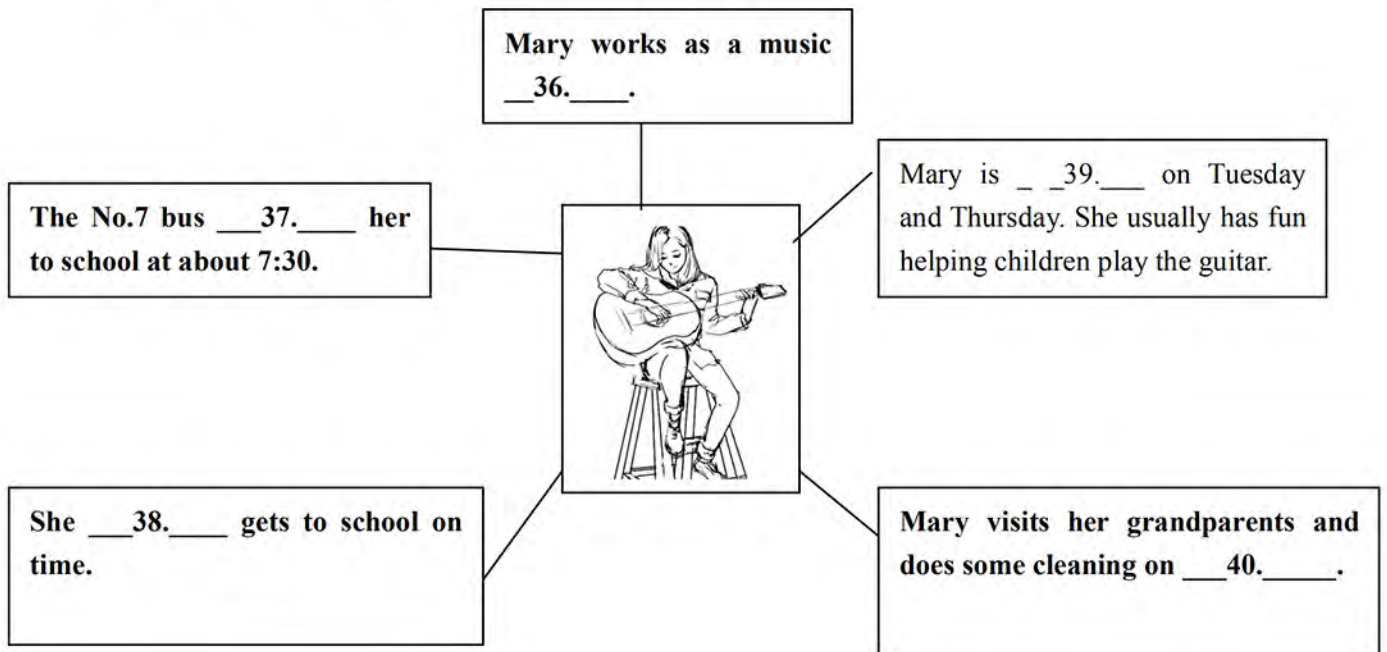 Mary works as a music
__36.____.
The No.7 bus ___37.____ her
to school at about 7:30.
Mary is _ _39.___ on Tuesday
and Thursday. She usually has fun
helping children play the guitar.
She ___38.____ gets to school on
time.
Mary visits her grandparents and
does some cleaning on ___40._____.